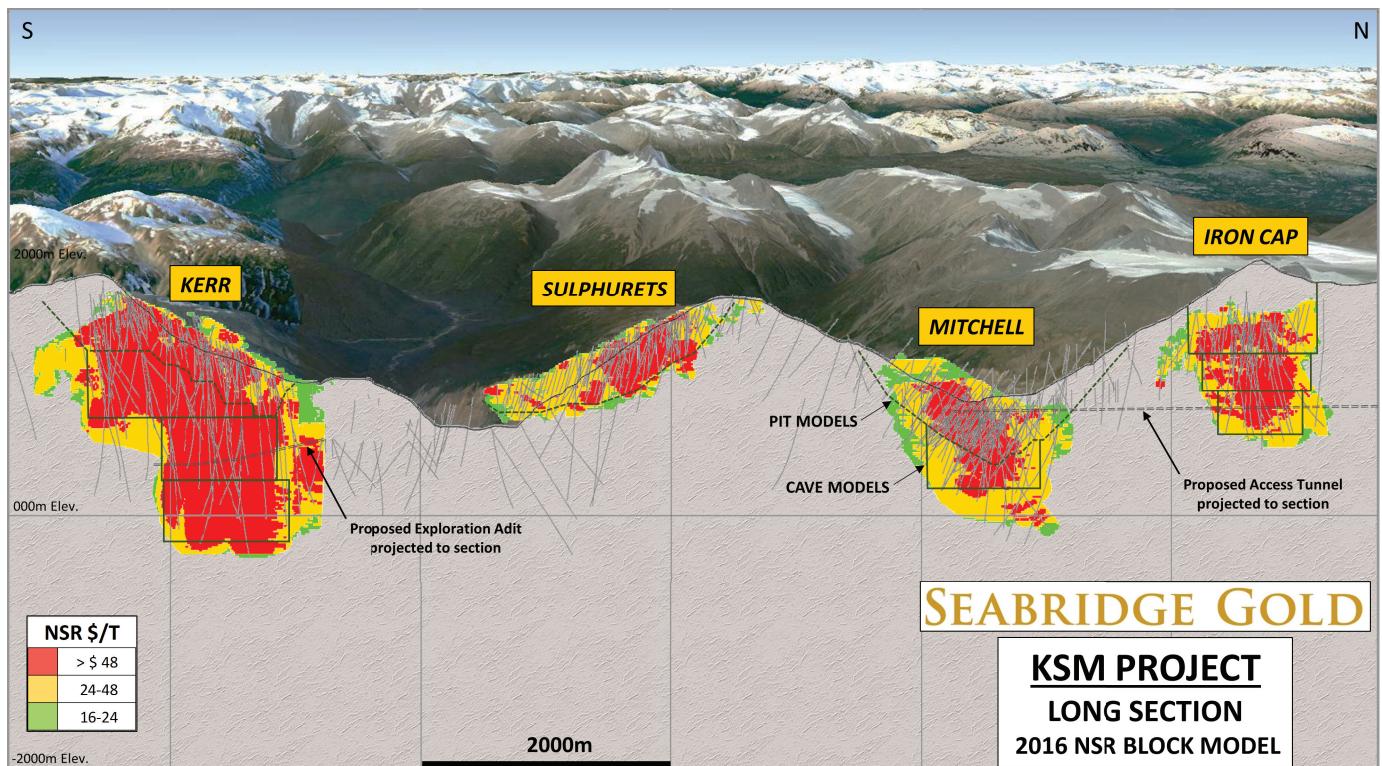 S
N
2000m Elev.
IRON CAP
KERR
SULPHURETS
MITCHELL
PIT MODELS
CAVE MODELS
Proposed Access Tunnel
projected to section
000m Elev.
Proposed Exploration Adit
projected to section
SEABRIDGE GOLD
NSR $/T
> $ 48
24-48
16-24
KSM PROJECT
LONG SECTION
2016 NSR BLOCK MODEL
2000m
-2000m Elev.